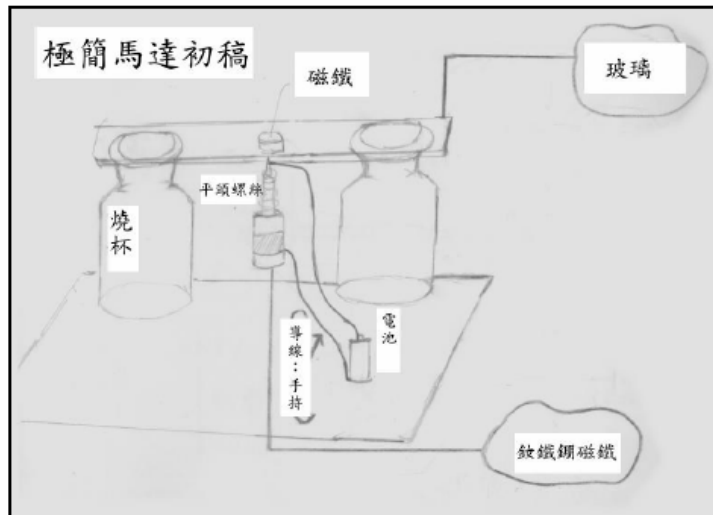 極簡馬達初稿
磁鐵
玻璃
平頭螺絲
燒杯
電池
導線：手持
釹鐵硼磁鐵